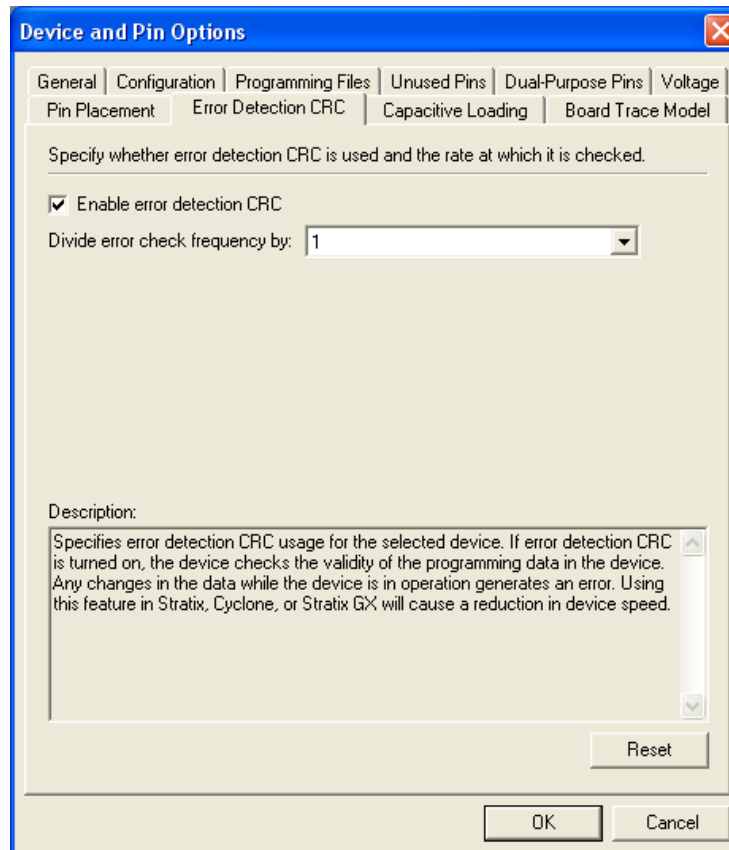 Device and Pin Options
General Configuration Programming Files Unused Pins Dual-Purpose Pins Voltage
Pin Placement Error Detection CRC Capacitive Loading Board Trace Model
Specify whether error detection CRC is used and the rate at which it is checked.
Enable error detection CRC
Divide error check frequency by: 1
Description:
Specifies error detection CRC usage for the selected device. If error detection CRC
is turned on, the device checks the validity of the programming data in the device.
Any changes in the data while the device is in operation generates an error. Using
this feature in Stratix, Cyclone, or Stratix GX will cause a reduction in device speed.
Reset
OK Cancel